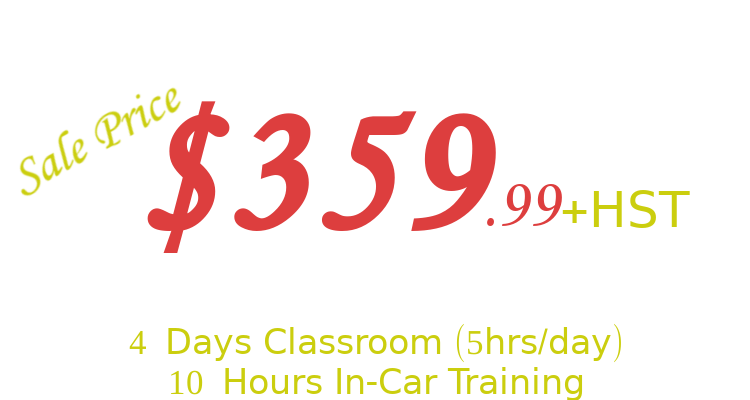 Sale Price
$359.99+HST
4 Days Classroom (5hrs/day)
10 Hours In-Car Training